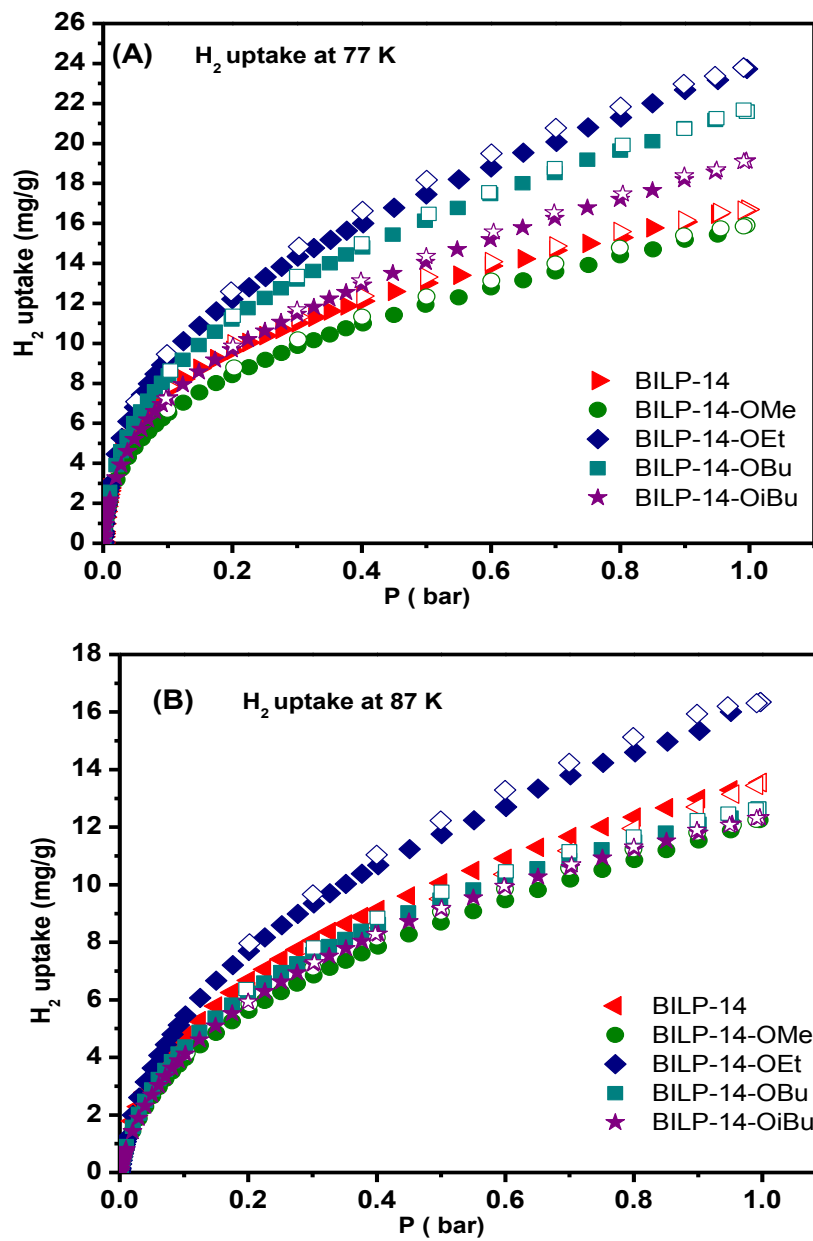 (A) H2 uptake at 77 K
26
24
22
20
18
16
14
12
10
8
6
4
2
0
H2 uptake (mg/g)
BILP-14
BILP-14-OMe
BILP-14-OEt
BILP-14-OBu
BILP-14-OiBu
0.0 0.2 0.4 0.6 0.8 1.0
P ( bar)
(B) H2 uptake at 87 K
18
16
14
12
10
8
6
4
2
0
H2 uptake (mg/g)
BILP-14
BILP-14-OMe
BILP-14-OEt
BILP-14-OBu
BILP-14-OiBu
0.0 0.2 0.4 0.6 0.8 1.0
P ( bar)